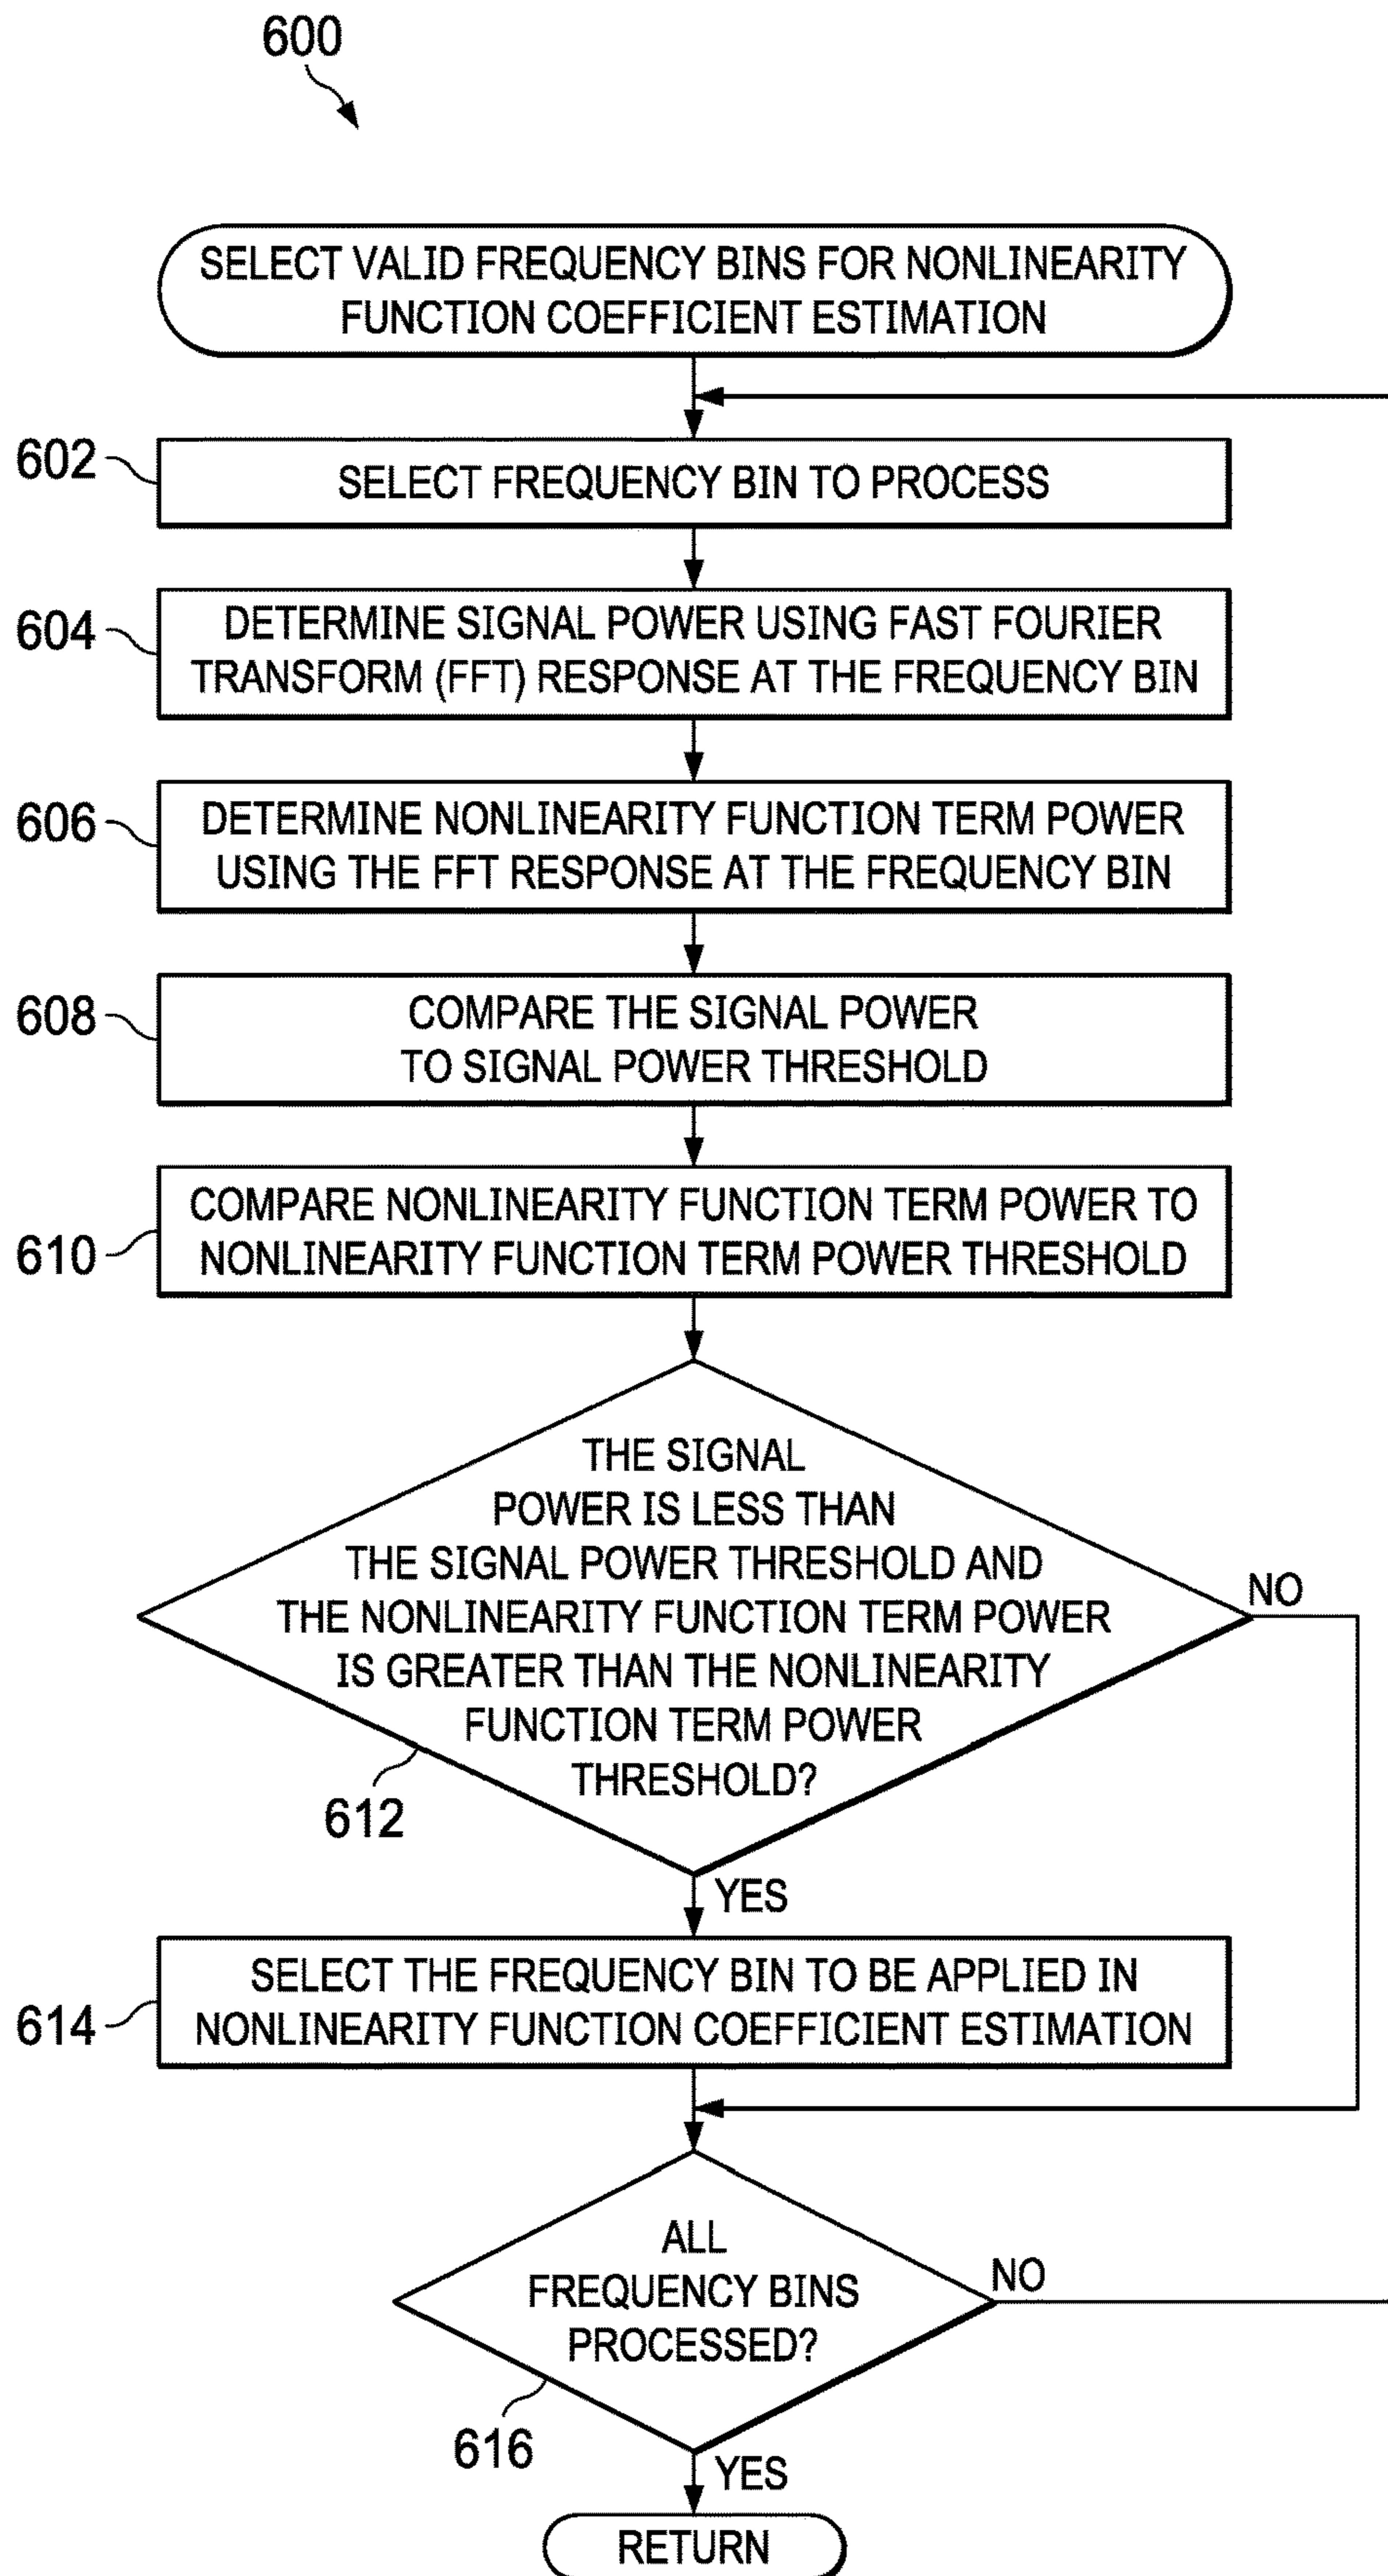 600
SELECT VALID FREQUENCY BINS FOR NONLINEARITY
FUNCTION COEFFICIENT ESTIMATION
602
SELECT FREQUENCY BIN TO PROCESS
604
DETERMINE SIGNAL POWER USING FAST FOURIER
TRANSFORM (FFT) RESPONSE AT THE FREQUENCY BIN
606
DETERMINE NONLINEARITY FUNCTION TERM POWER
USING THE FFT RESPONSE AT THE FREQUENCY BIN
608
COMPARE THE SIGNAL POWER
TO SIGNAL POWER THRESHOLD
610
COMPARE NONLINEARITY FUNCTION TERM POWER TO
NONLINEARITY FUNCTION TERM POWER THRESHOLD
THE SIGNAL
POWER IS LESS THAN
THE SIGNAL POWER THRESHOLD AND
THE NONLINEARITY FUNCTION TERM POWER
IS GREATER THAN THE NONLINEARITY
FUNCTION TERM POWER
THRESHOLD?
NO
612
YES
614
SELECT THE FREQUENCY BIN TO BE APPLIED IN
NONLINEARITY FUNCTION COEFFICIENT ESTIMATION
ALL
FREQUENCY BINS
PROCESSED?
NO
616
YES
RETURN